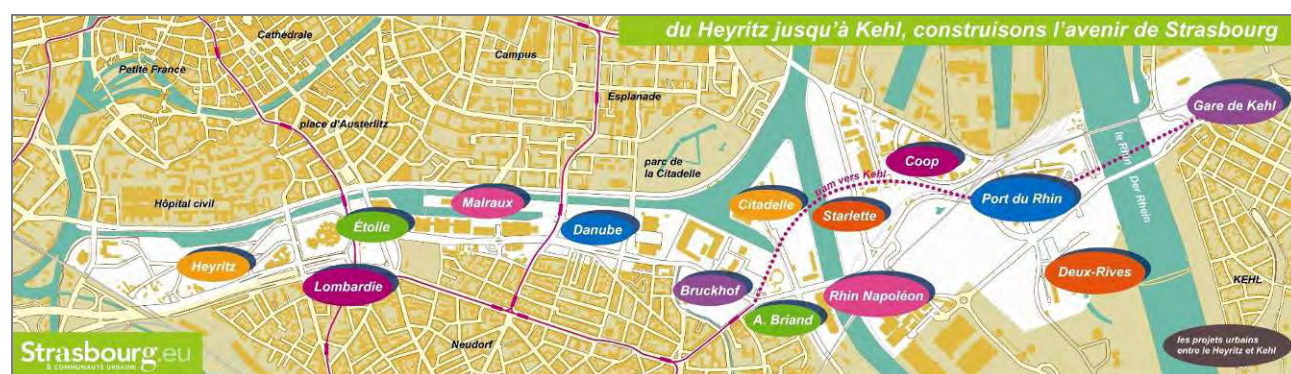 du Heyritz jusqu'à Kehl, construisons l'avenir de Strasbourg
Cathédrale
Petite France
Campus
Esplanade
place d'Austerlitz
parc de
la Citadelle
Hôpital civil
Gare de Kehl
Coop
tram vers Kehl
le Rhin
Der Rhein
Port du Rhin
Citadelle
Starlette
Malraux
Étoile
Danube
Heyritz
Lombardie
Bruckhof
A. Briand
Rhin Napoléon
Deux-Rives
KEHL
Neudorf
Strasbourg.eu
& COMMUNAUTÉ URBAINE
les projets urbains
entre le Heyritz et Kehl